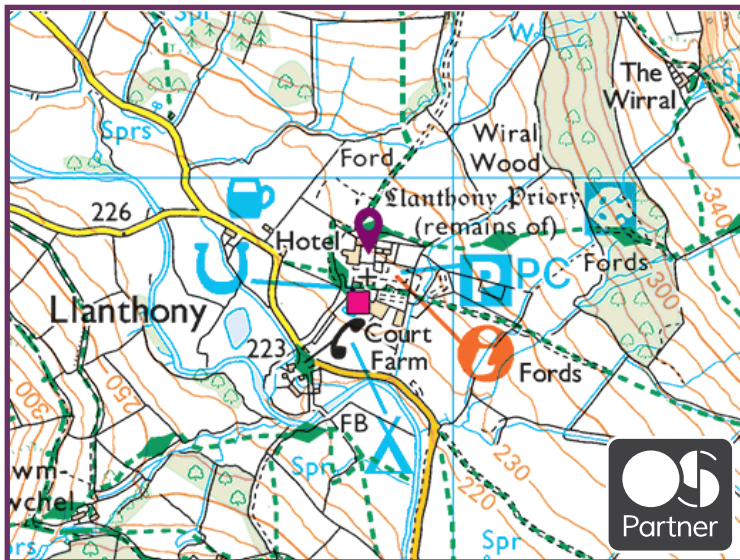 Spr
W
The
Wirral
Sprs
Ford
Wiral
Wood
226
Llanthony Priory
(remains of)
340
Hotel
Fords
PC
P
300
Llanthony
Court
Farm
223
i
Fords
300
250
FB
230
220
Spr
Spr
OS
Partner